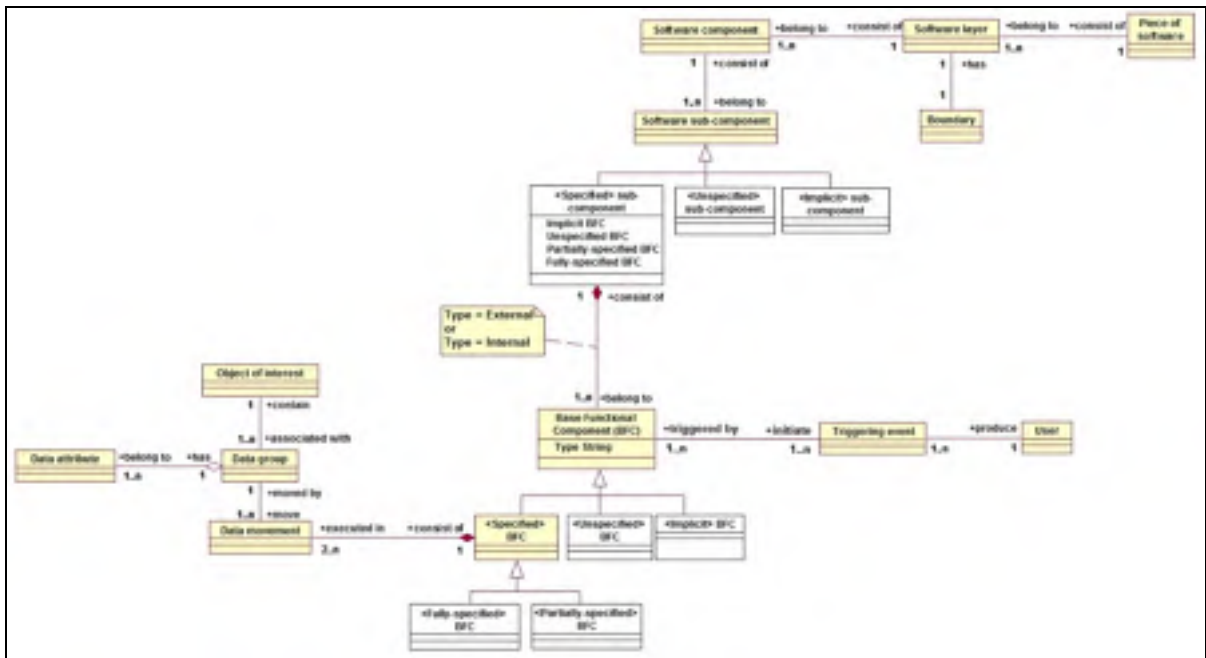 Software component
+belong to
+consist of
Software layer
+belong to
+consist of
Piece of
software
1..n
1
1..n
1
1
+consist of
1
+has
1..n
+belong to
1
Software sub-component
Boundary
«Specified» sub-
component
Implicit BFC
Unspecified BFC
Partially-specified BFC
Fully-specified BFC
«Unspecified»
sub-component
«Implicit» sub-
component
1
+consist of
Type = External
or
Type = Internal
1..n
+belong to
Object of interest
1
+contain
1..n
+associated with
Base Functional
Component (BFC)
Type String
+triggered by
+initiate
Triggering event
+produce
User
1..n
1..n
1..n
1
Data attribute
+belong to
+has
Data group
1..n
1
1
+moved by
1..n
+move
Data movement
+executed in
+consist of
2..n
1
«Specified»
BFC
«Unspecified»
BFC
«Implicit» BFC
«Fully-specified»
BFC
«Partially-specified»
BFC